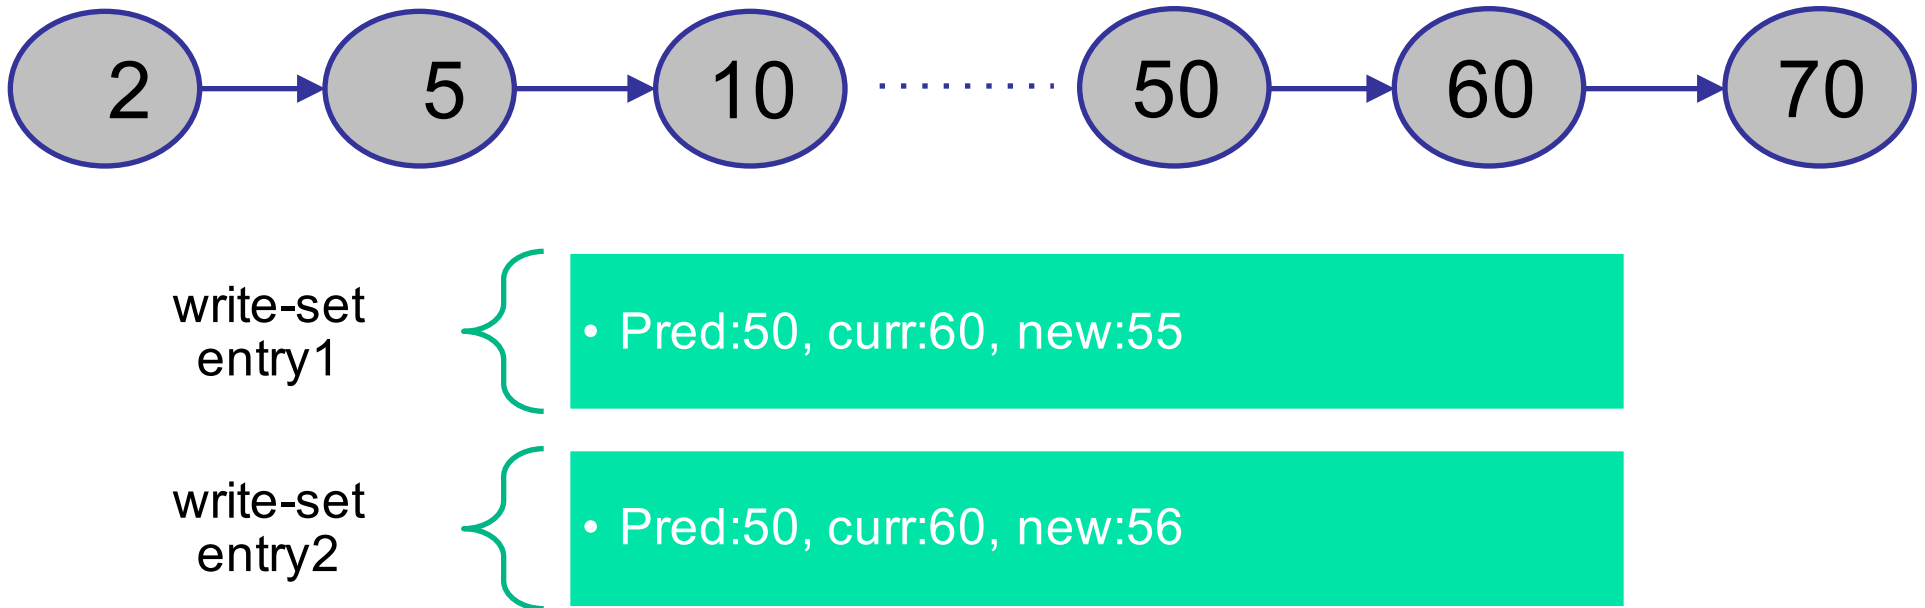 2 5 10 50 60 70
write-set
entry1
• Pred:50, curr:60, new:55
write-set
entry2
• Pred:50, curr:60, new:56